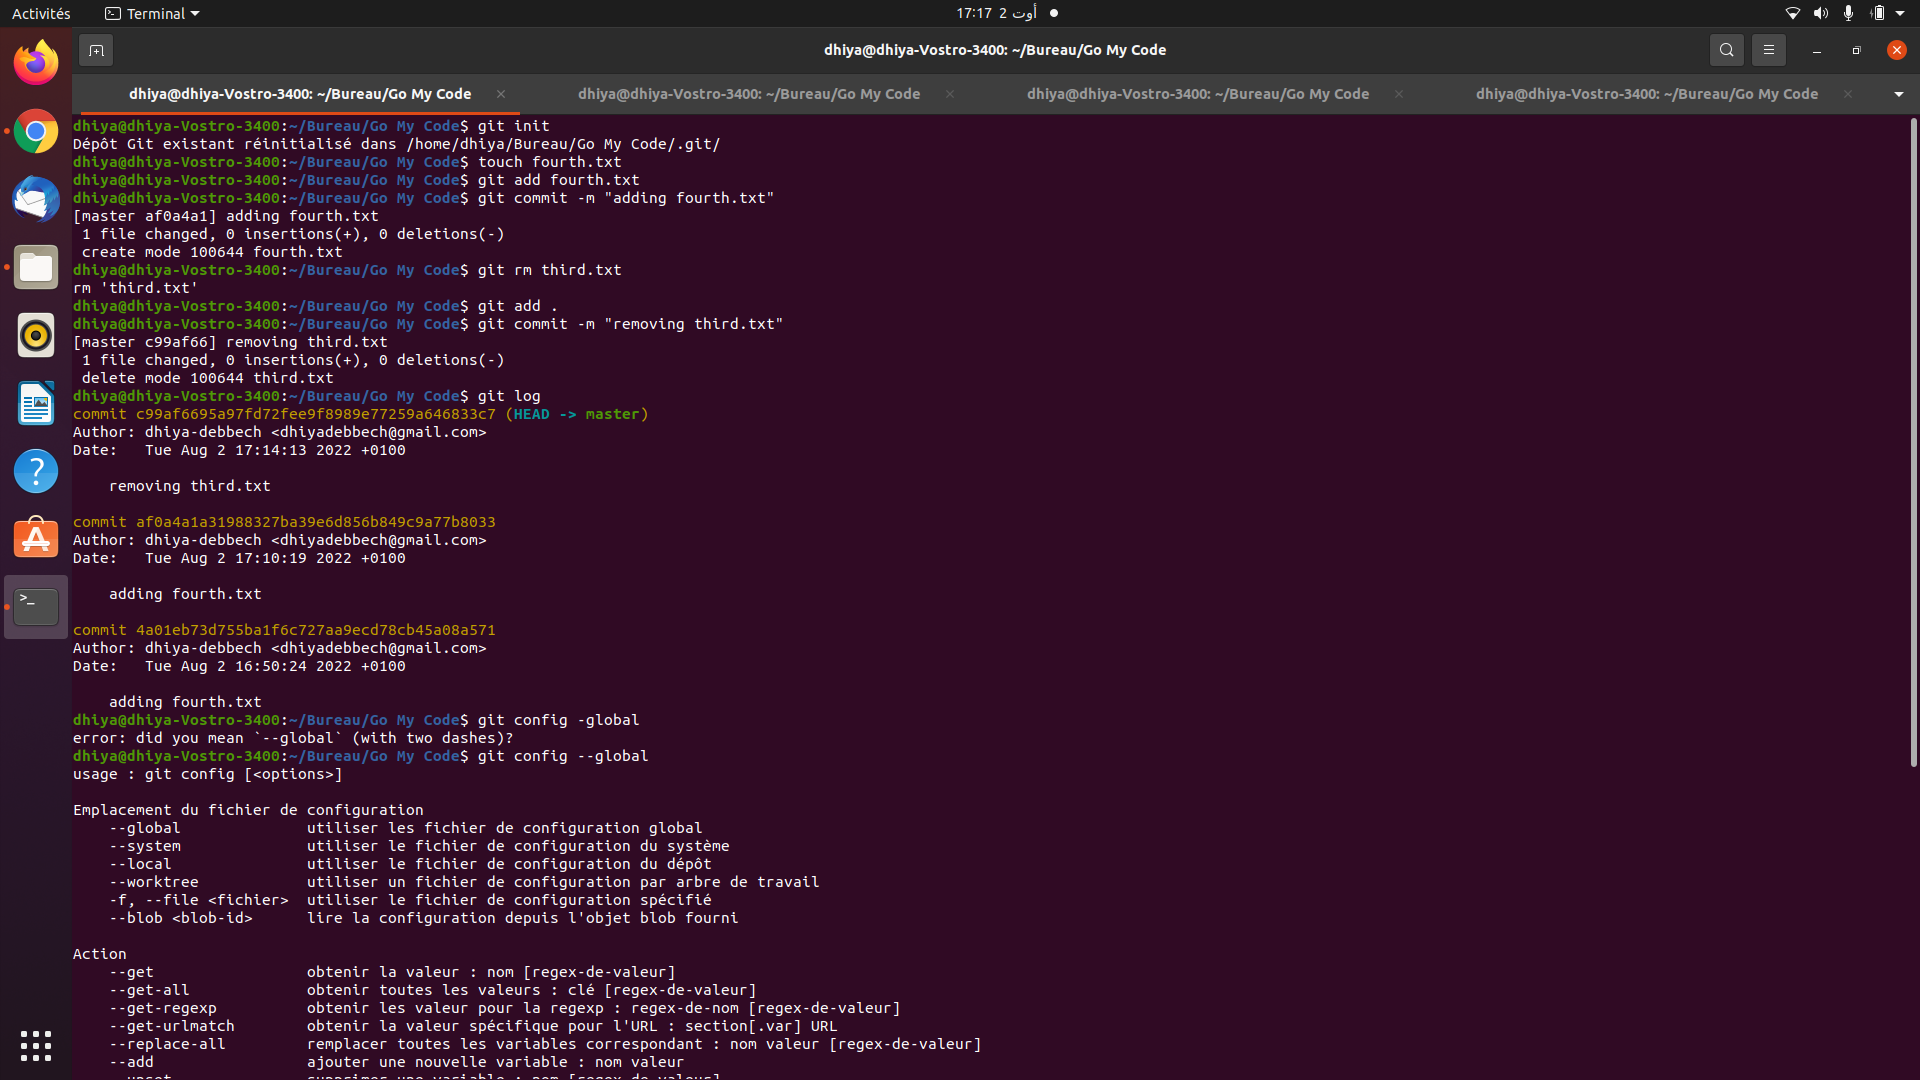 Activités
Terminal
17:17 2 أوت
dhiya@dhiya-Vostro-3400: ~/Bureau/Go My Code
dhiya@dhiya-Vostro-3400: ~/Bureau/Go My Code
dhiya@dhiya-Vostro-3400: ~/Bureau/Go My Code
dhiya@dhiya-Vostro-3400: ~/Bureau/Go My Code
dhiya@dhiya-Vostro-3400: ~/Bureau/Go My Code
dhiya@dhiya-Vostro-3400:~/Bureau/Go My Code$ git init
Dépôt Git existant réinitialisé dans /home/dhiya/Bureau/Go My Code/.git/
dhiya@dhiya-Vostro-3400:~/Bureau/Go My Code$ touch fourth.txt
dhiya@dhiya-Vostro-3400:~/Bureau/Go My Code$ git add fourth.txt
dhiya@dhiya-Vostro-3400:~/Bureau/Go My Code$ git commit -m "adding fourth.txt"
[master af0a4a1] adding fourth.txt
 1 file changed, 0 insertions(+), 0 deletions(-)
 create mode 100644 fourth.txt
dhiya@dhiya-Vostro-3400:~/Bureau/Go My Code$ git rm third.txt
rm 'third.txt'
dhiya@dhiya-Vostro-3400:~/Bureau/Go My Code$ git add .
dhiya@dhiya-Vostro-3400:~/Bureau/Go My Code$ git commit -m "removing third.txt"
[master c99af66] removing third.txt
 1 file changed, 0 insertions(+), 0 deletions(-)
 delete mode 100644 third.txt
dhiya@dhiya-Vostro-3400:~/Bureau/Go My Code$ git log
commit c99af6695a97fd72fee9f8989e77259a646833c7 (HEAD -> master)
Author: dhiya-debbech <dhiyadebbech@gmail.com>
Date:   Tue Aug 2 17:14:13 2022 +0100

    removing third.txt

commit af0a4a1a31988327ba39e6d856b849c9a77b8033
Author: dhiya-debbech <dhiyadebbech@gmail.com>
Date:   Tue Aug 2 17:10:19 2022 +0100

    adding fourth.txt

commit 4a01eb73d755ba1f6c727aa9ecd78cb45a08a571
Author: dhiya-debbech <dhiyadebbech@gmail.com>
Date:   Tue Aug 2 16:50:24 2022 +0100

    adding fourth.txt
dhiya@dhiya-Vostro-3400:~/Bureau/Go My Code$ git config -global
error: did you mean `--global` (with two dashes)?
dhiya@dhiya-Vostro-3400:~/Bureau/Go My Code$ git config --global
usage : git config [<options>]

Emplacement du fichier de configuration
    --global              utiliser les fichier de configuration global
    --system              utiliser le fichier de configuration du système
    --local               utiliser le fichier de configuration du dépôt
    --worktree            utiliser un fichier de configuration par arbre de travail
    -f, --file <fichier>  utiliser le fichier de configuration spécifié
    --blob <blob-id>      lire la configuration depuis l'objet blob fourni

Action
    --get                 obtenir la valeur : nom [regex-de-valeur]
    --get-all             obtenir toutes les valeurs : clé [regex-de-valeur]
    --get-regexp          obtenir les valeur pour la regexp : regex-de-nom [regex-de-valeur]
    --get-urlmatch        obtenir la valeur spécifique pour l'URL : section[.var] URL
    --replace-all         remplacer toutes les variables correspondant : nom valeur [regex-de-valeur]
    --add                 ajouter une nouvelle variable : nom valeur
    --unset               supprimer une variable : nom [regex-de-valeur]